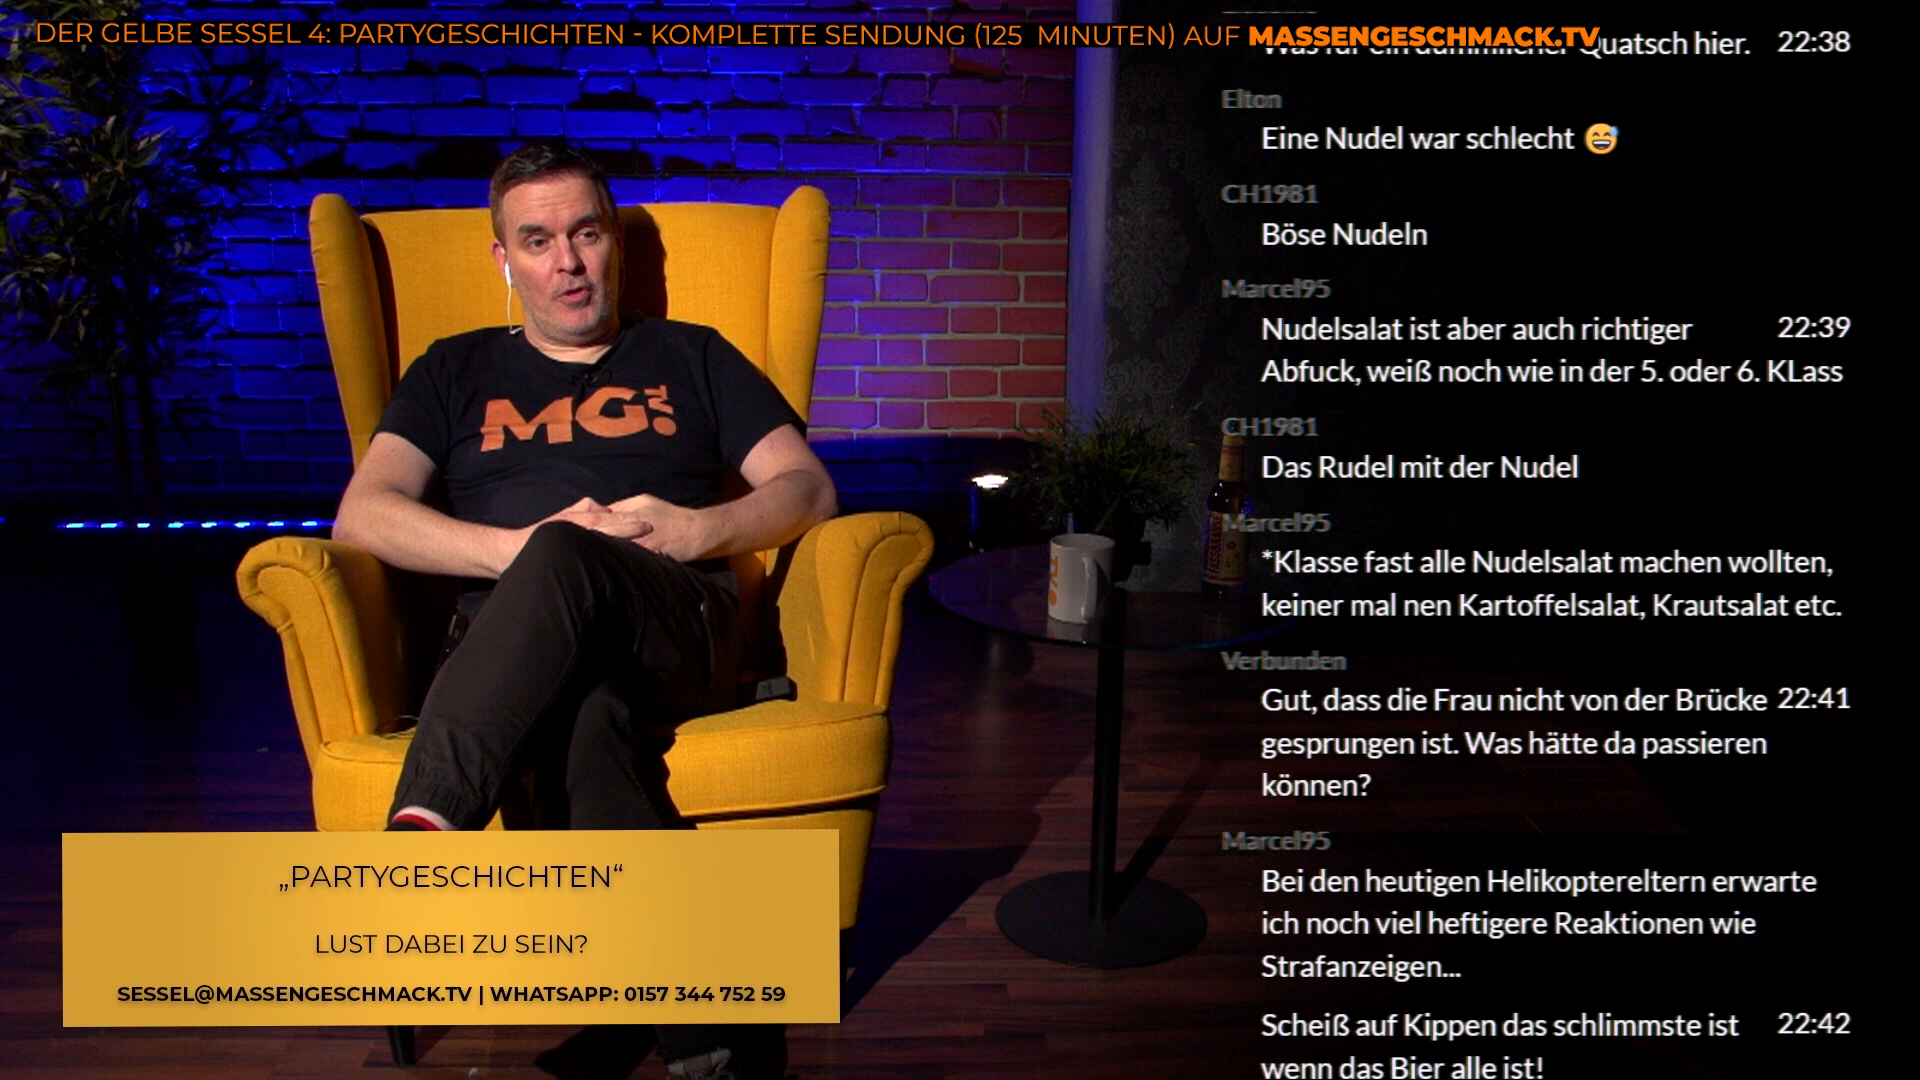 DER GELBE SESSEL 4: PARTYGESCHICHTEN - KOMPLETTE SENDUNG (125 MINUTEN) AUF MASSENGESCHMACK.TV
Was für ein dämlicher Quatsch hier. 22:38
Elton
Eine Nudel war schlecht 😅
CH1981
Böse Nudeln
Marcel95
Nudelsalat ist aber auch richtiger 22:39
Abfuck, weiß noch wie in der 5. oder 6. KLass
CH1981
Das Rudel mit der Nudel
Marcel95
*Klasse fast alle Nudelsalat machen wollten,
keiner mal nen Kartoffelsalat, Krautsalat etc.
Verbunden
Gut, dass die Frau nicht von der Brücke 22:41
gesprungen ist. Was hätte da passieren
können?
Marcel95
Bei den heutigen Helikoptereltern erwarte
ich noch viel heftigere Reaktionen wie
Strafanzeigen...
Scheiß auf Kippen das schlimmste ist 22:42
wenn das Bier alle ist!
MG!
TV
„PARTYGESCHICHTEN“
LUST DABEI ZU SEIN?
SESSEL@MASSENGESCHMACK.TV | WHATSAPP: 0157 344 752 59